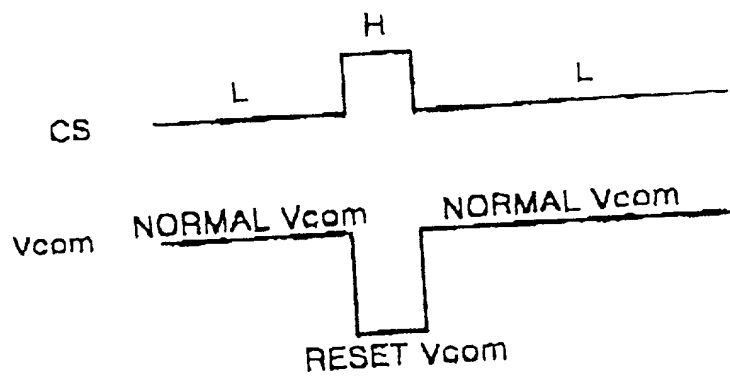 H
L
L
CS
NORMAL Vcom
NORMAL Vcom
Vcom
RESET Vcom